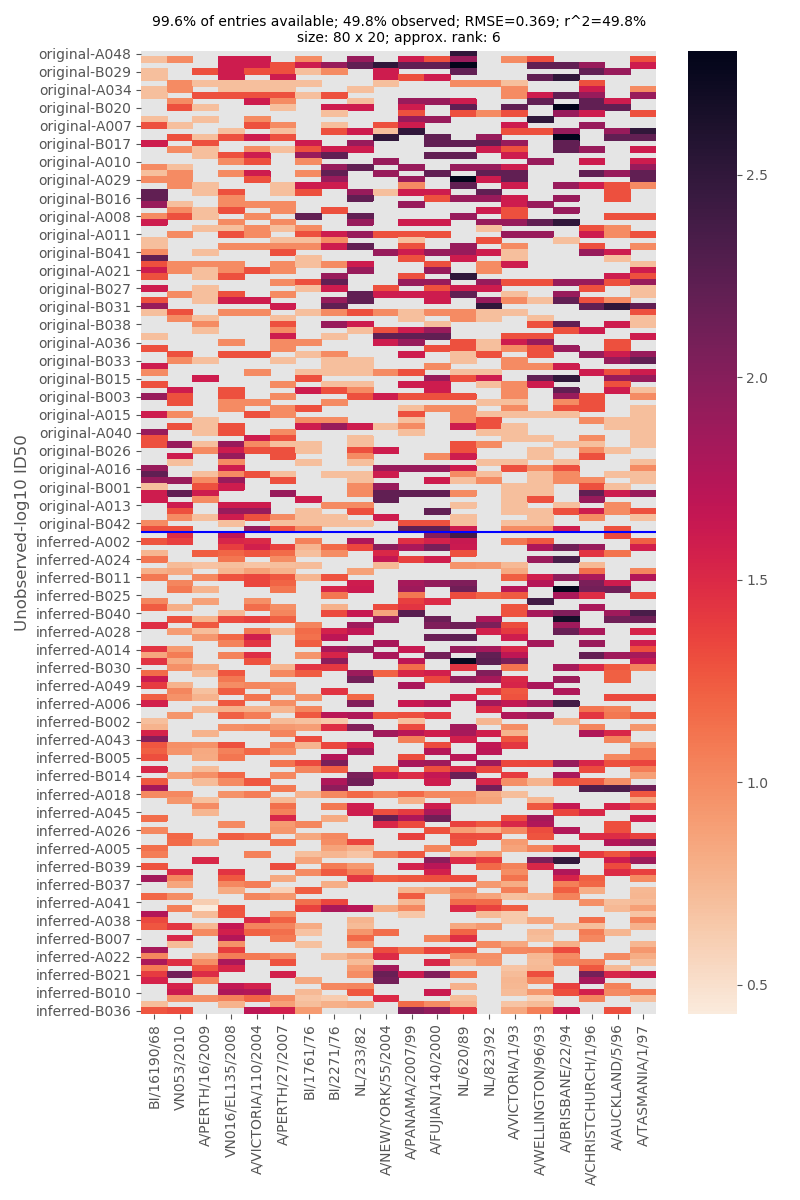 99.6% of entries available; 49.8% observed; RMSE=0.369; r^2=49.8%
size: 80 x 20; approx. rank: 6
Unobserved-log10 ID50
original-A048
original-B029
original-A034
original-B020
original-A007
original-B017
original-A010
original-A029
original-B016
original-A008
original-A011
original-B041
original-A021
original-B027
original-B031
original-B038
original-A036
original-B033
original-B015
original-B003
original-A015
original-A040
original-B026
original-A016
original-B001
original-A013
original-B042
inferred-A002
inferred-A024
inferred-B011
inferred-B025
inferred-B040
inferred-A028
inferred-A014
inferred-B030
inferred-A049
inferred-A006
inferred-B002
inferred-A043
inferred-B005
inferred-B014
inferred-A018
inferred-A045
inferred-A026
inferred-A005
inferred-B039
inferred-B037
inferred-A041
inferred-A038
inferred-B007
inferred-A022
inferred-B021
inferred-B010
inferred-B036
BI/16190/68
VN053/2010
A/PERTH/16/2009
VN016/EL135/2008
A/VICTORIA/110/2004
A/PERTH/27/2007
BI/1761/76
BI/2271/76
NL/233/82
A/NEW/YORK/55/2004
A/PANAMA/2007/99
A/FUJIAN/140/2000
NL/620/89
NL/823/92
A/VICTORIA/1/93
A/WELLINGTON/96/93
A/BRISBANE/22/94
A/CHRISTCHURCH/1/96
A/AUCKLAND/5/96
A/TASMANIA/1/97
2.5
2.0
1.5
1.0
0.5